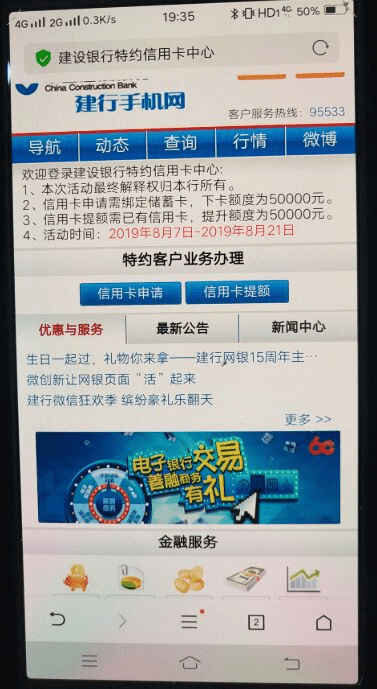 4G 2G 0.3K/s 19:35 HD1 4G 50%
建设银行特约信用卡中心
China Construction Bank
建行手机网
客户服务热线：95533
导航 动态 查询 行情 微博
欢迎登录建设银行特约信用卡中心:
1、本次活动最终解释权归本行所有。
2、信用卡申请需绑定储蓄卡，下卡额度为50000元。
3、信用卡提额需已有信用卡，提升额度为50000元。
4、活动时间：2019年8月7日-2019年8月21日
特约客户业务办理
信用卡申请 信用卡提额
优惠与服务 最新公告 新闻中心
生日一起过，礼物你来拿——建行网银15周年主…
微创新让网银页面“活”起来
建行微信狂欢季 缤纷豪礼乐翻天
更多 >>
电子银行交易
善融商务有礼
60
金融服务
2